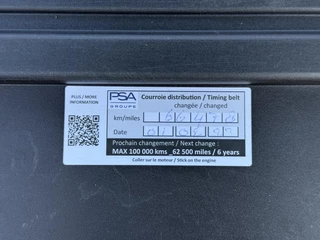 PLUS / MORE
INFORMATION
PSA
GROUPE
Courroie distribution / Timing belt
changée / changed
km/miles
Date
Prochain changement / Next change :
MAX 100 000 kms _62 500 miles / 6 years
Coller sur le moteur / Stick on the engine